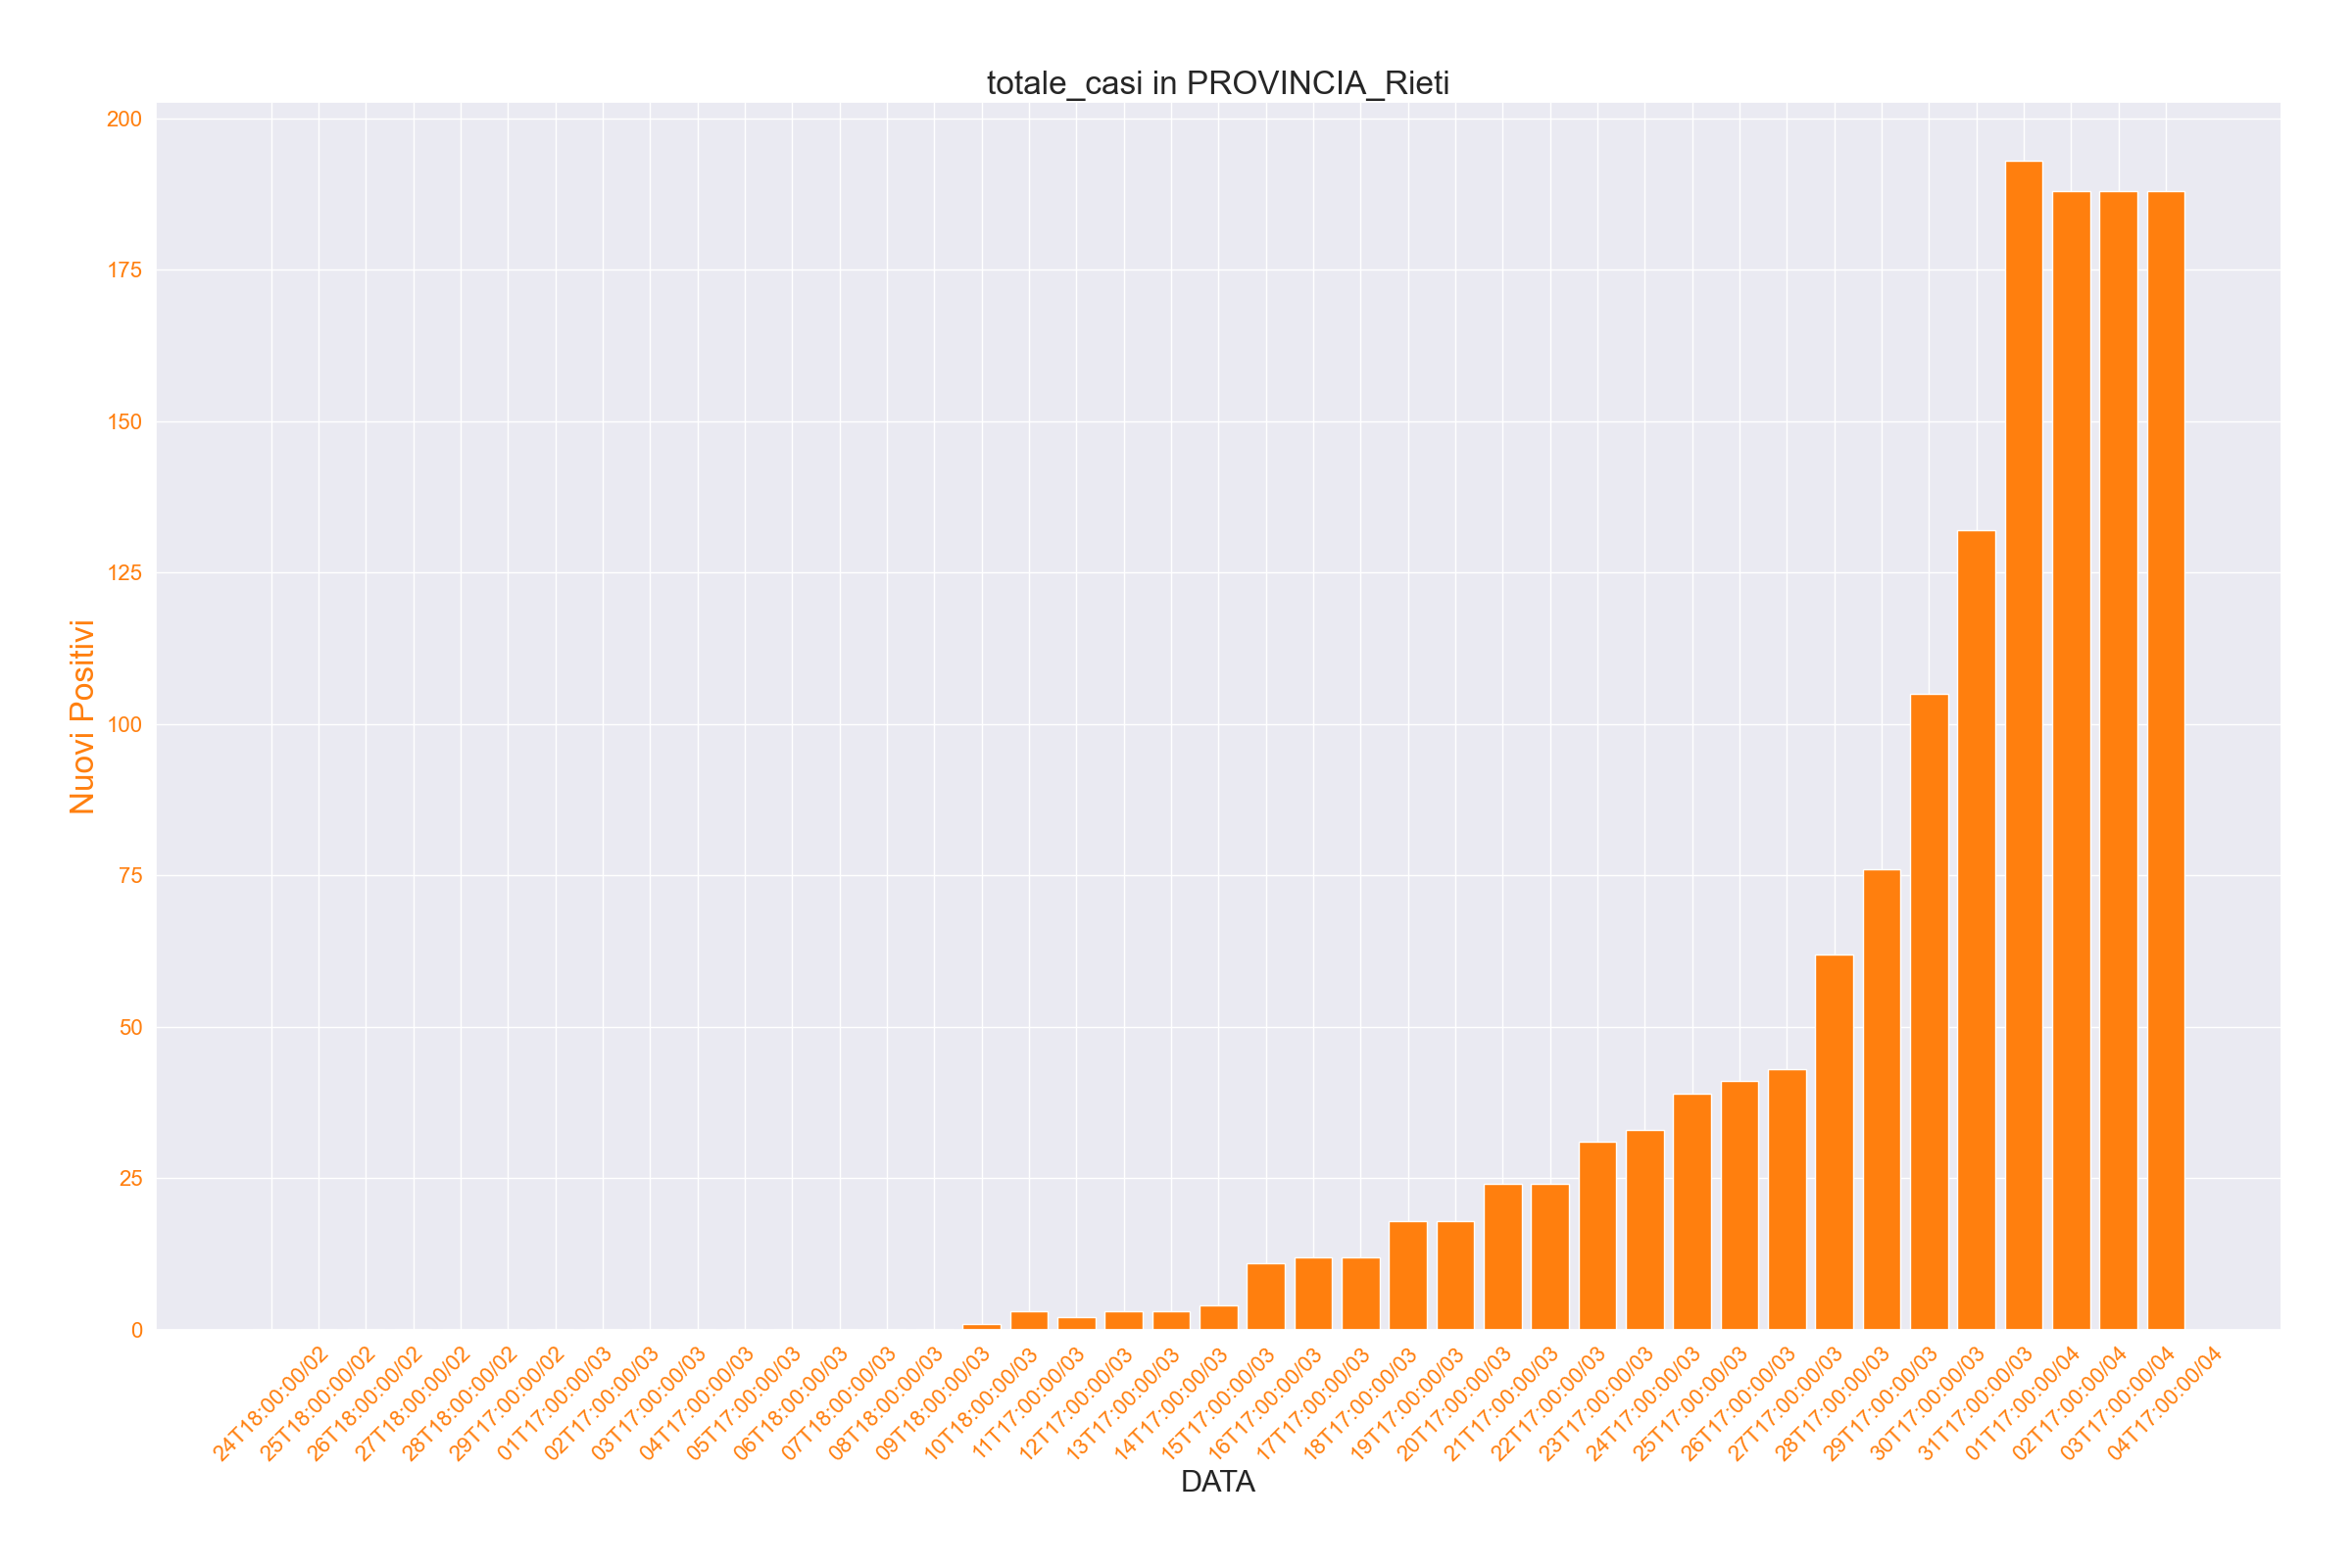 totale_casi in PROVINCIA_Rieti
200
175
150
125
100
75
50
25
0
Nuovi Positivi
24T18:00:00/02
25T18:00:00/02
26T18:00:00/02
27T18:00:00/02
28T18:00:00/02
29T17:00:00/02
01T17:00:00/03
02T17:00:00/03
03T17:00:00/03
04T17:00:00/03
05T17:00:00/03
06T18:00:00/03
07T18:00:00/03
08T18:00:00/03
09T18:00:00/03
10T18:00:00/03
11T17:00:00/03
12T17:00:00/03
13T17:00:00/03
14T17:00:00/03
15T17:00:00/03
16T17:00:00/03
17T17:00:00/03
18T17:00:00/03
19T17:00:00/03
20T17:00:00/03
21T17:00:00/03
22T17:00:00/03
23T17:00:00/03
24T17:00:00/03
25T17:00:00/03
26T17:00:00/03
27T17:00:00/03
28T17:00:00/03
29T17:00:00/03
30T17:00:00/03
31T17:00:00/03
01T17:00:00/04
02T17:00:00/04
03T17:00:00/04
04T17:00:00/04
DATA